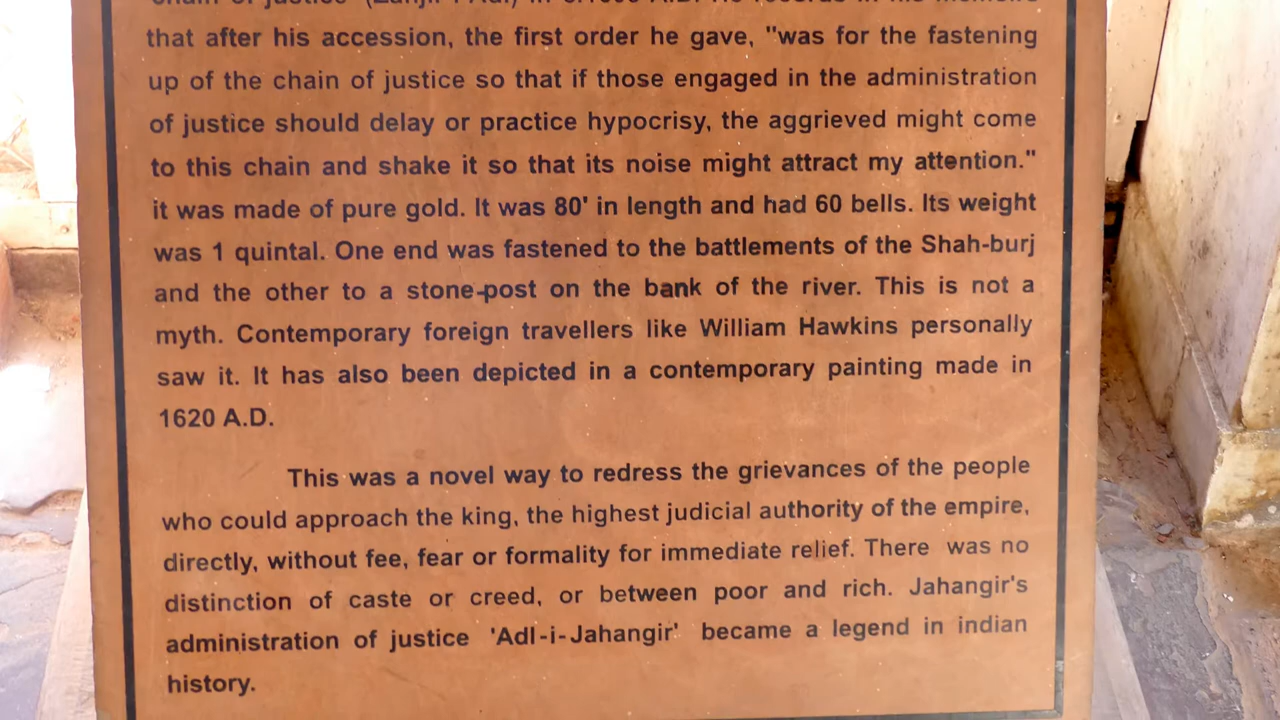 that after his accession, the first order he gave, "was for the fastening
up of the chain of justice so that if those engaged in the administration
of justice should delay or practice hypocrisy, the aggrieved might come
to this chain and shake it so that its noise might attract my attention."
it was made of pure gold. It was 80' in length and had 60 bells. Its weight
was 1 quintal. One end was fastened to the battlements of the Shah-burj
and the other to a stone-post on the bank of the river. This is not a
myth. Contemporary foreign travellers like William Hawkins personally
saw it. It has also been depicted in a contemporary painting made in
1620 A.D.
This was a novel way to redress the grievances of the people
who could approach the king, the highest judicial authority of the empire,
directly, without fee, fear or formality for immediate relief. There was no
distinction of caste or creed, or between poor and rich. Jahangir's
administration of justice 'Adl-i-Jahangir' became a legend in indian
history.